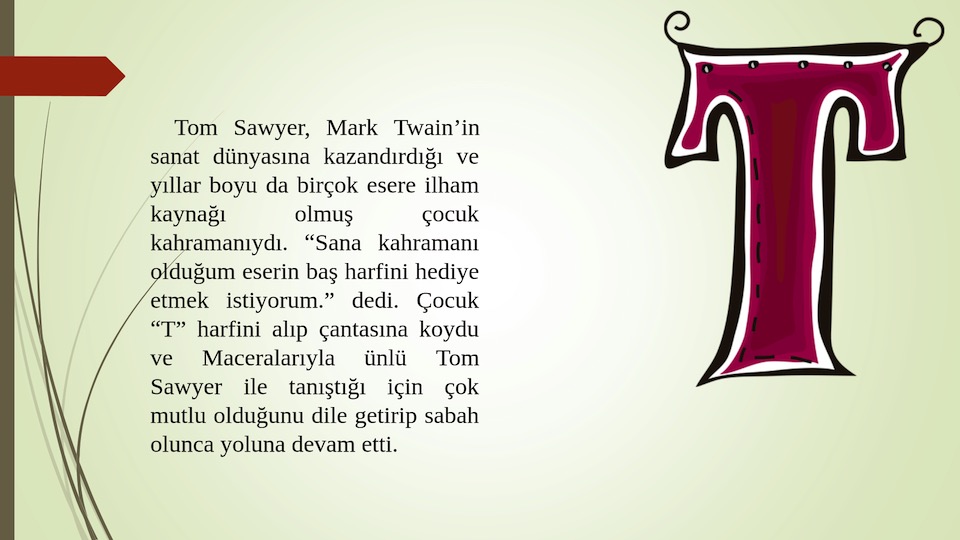 Tom Sawyer, Mark Twain’in
sanat dünyasına kazandırdığı ve
yıllar boyu da birçok esere ilham
kaynağı olmuş çocuk
kahramanıydı. “Sana kahramanı
olduğum eserin baş harfini hediye
etmek istiyorum.” dedi. Çocuk
“T” harfini alıp çantasına koydu
ve Maceralarıyla ünlü Tom
Sawyer ile tanıştığı için çok
mutlu olduğunu dile getirip sabah
olunca yoluna devam etti.
T